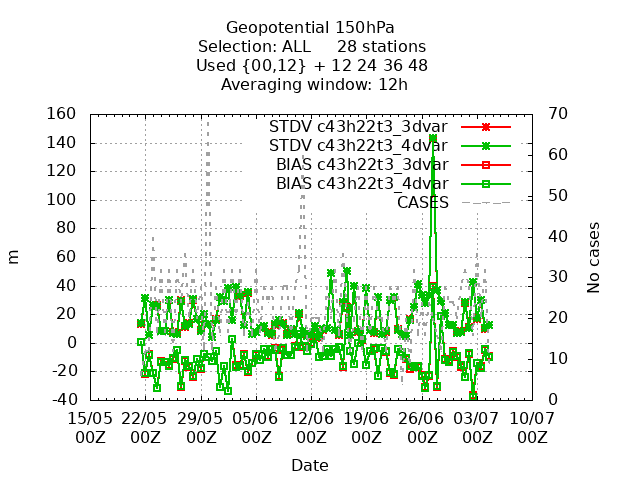 Geopotential 150hPa
Selection: ALL 28 stations
Used {00,12} + 12 24 36 48
Averaging window: 12h
160 70
140 60
120 50
100 40
80 30
60 20
40 10
20 0
0
-20
-40
STDV c43h22t3_3dvar
STDV c43h22t3_4dvar
BIAS c43h22t3_3dvar
BIAS c43h22t3_4dvar
CASES
m
No cases
15/05 22/05 29/05 05/06 12/06 19/06 26/06 03/07 10/07
00Z 00Z 00Z 00Z 00Z 00Z 00Z 00Z 00Z
Date